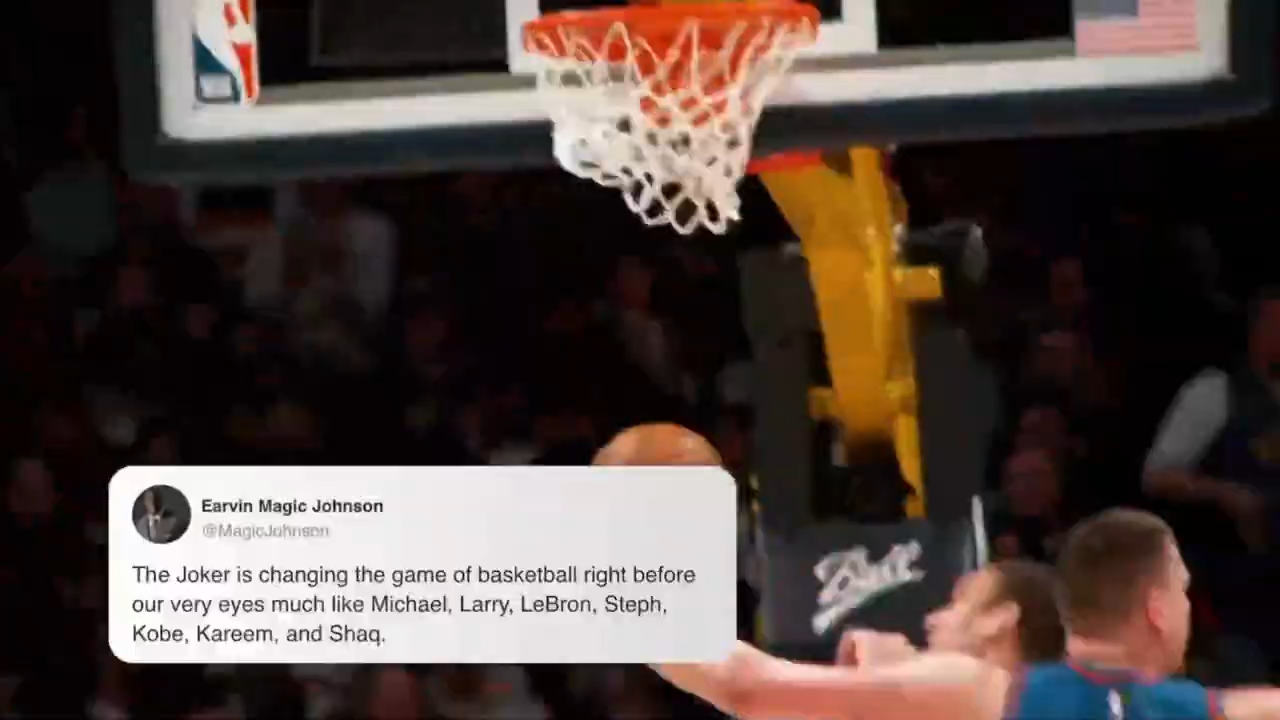 Earvin Magic Johnson
@MagicJohnson
The Joker is changing the game of basketball right before
our very eyes much like Michael, Larry, LeBron, Steph,
Kobe, Kareem, and Shaq.